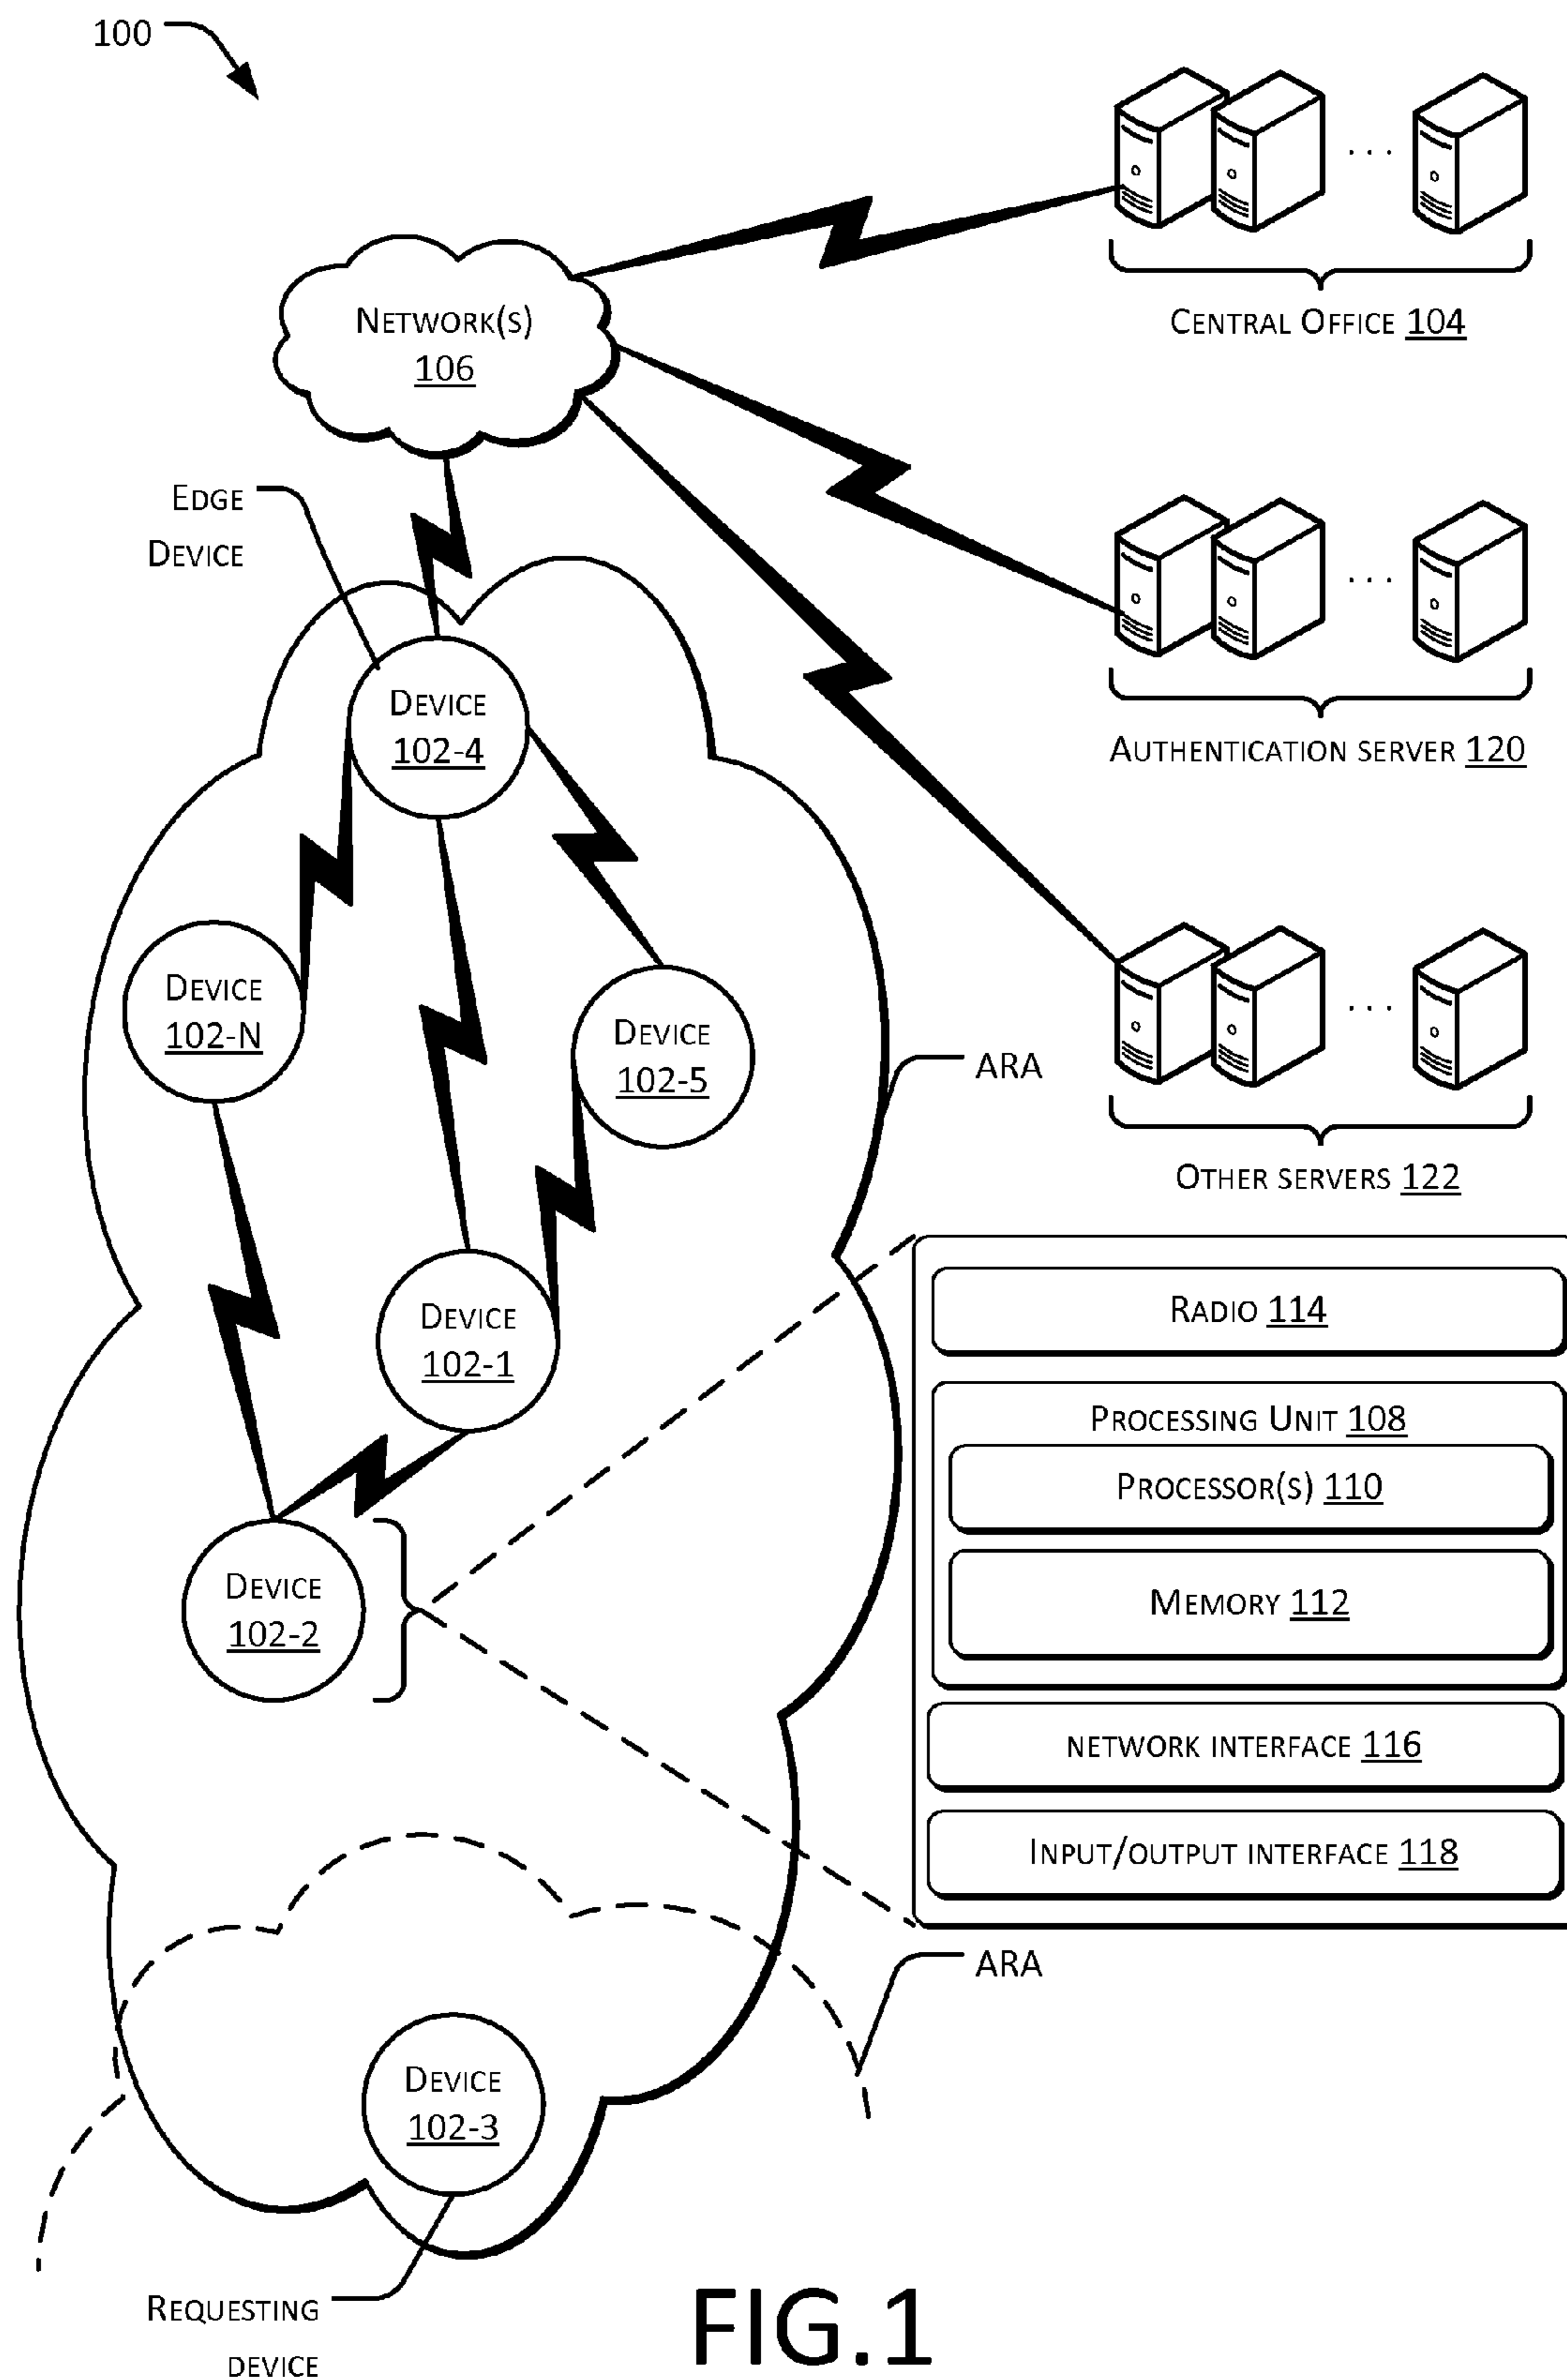 100
CENTRAL OFFICE 104
NETWORK(S)
106
EDGE
DEVICE
AUTHENTICATION SERVER 120
DEVICE
102-4
DEVICE
102-N
DEVICE
102-5
ARA
OTHER SERVERS 122
DEVICE
102-1
RADIO 114
PROCESSING UNIT 108
PROCESSOR(S) 110
MEMORY 112
DEVICE
102-2
NETWORK INTERFACE 116
INPUT/OUTPUT INTERFACE 118
ARA
DEVICE
102-3
REQUESTING
DEVICE
FIG.1